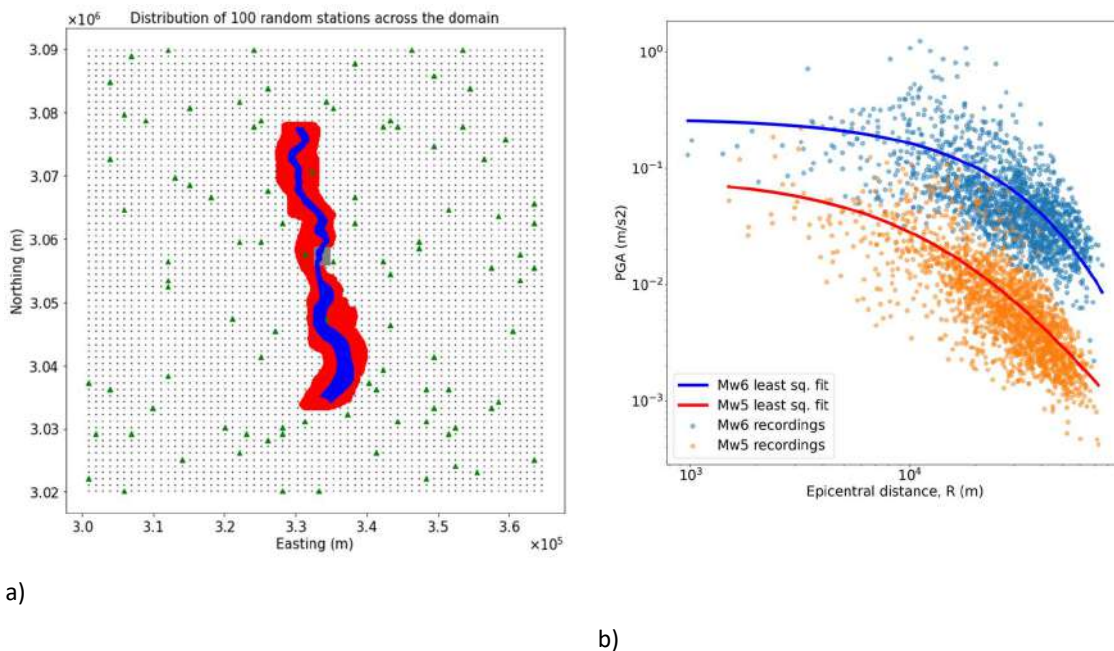 Distribution of 100 random stations across the domain
×10⁶
3.09
3.08
3.07
3.06
3.05
3.04
3.03
3.02
Northing (m)
3.0 3.1 3.2 3.3 3.4 3.5 3.6
×10⁵
Easting (m)
a)
10⁰
10⁻¹
10⁻²
10⁻³
PGA (m/s2)
Mw6 least sq. fit
Mw5 least sq. fit
Mw6 recordings
Mw5 recordings
10³ 10⁴
Epicentral distance, R (m)
b)